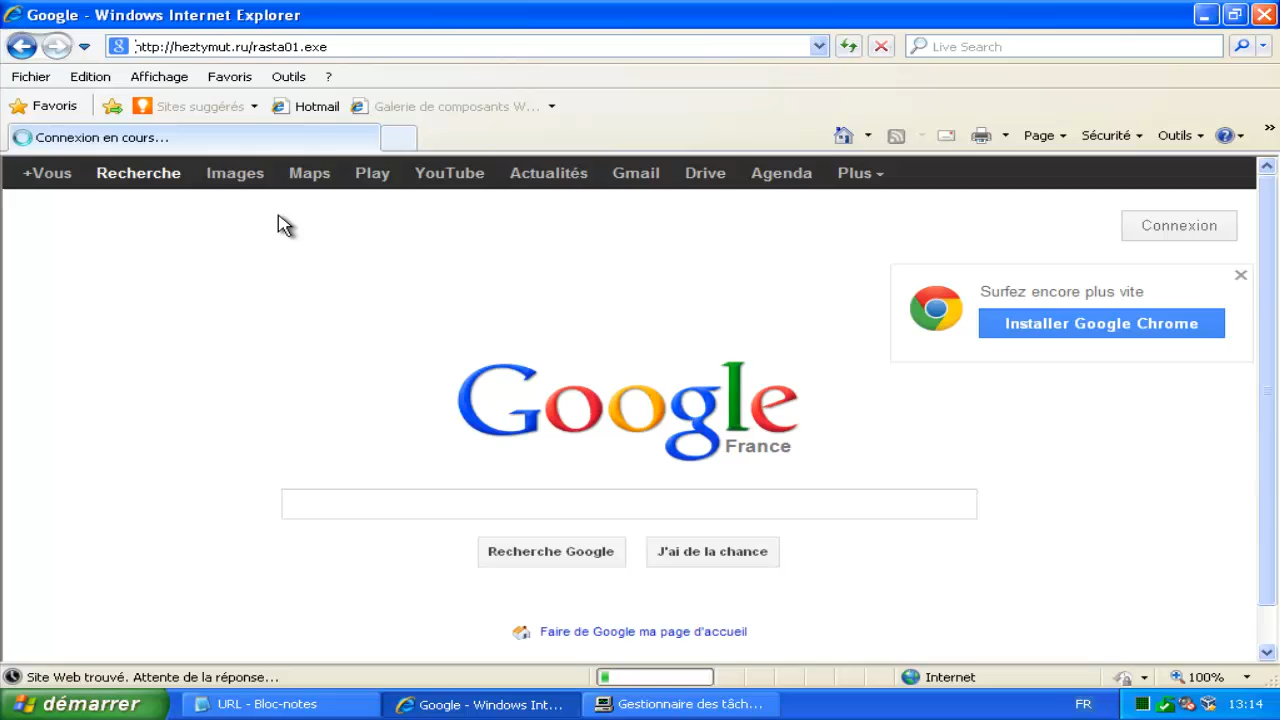 Google - Windows Internet Explorer
http://heztymut.ru/rasta01.exe
Live Search
Fichier Edition Affichage Favoris Outils ?
Favoris Sites suggérés Hotmail Galerie de composants W...
Connexion en cours... Page Sécurité Outils
+Vous Recherche Images Maps Play YouTube Actualités Gmail Drive Agenda Plus
Connexion
Surfez encore plus vite
Installer Google Chrome
Google
France
Recherche Google J'ai de la chance
Faire de Google ma page d'accueil
Site Web trouvé. Attente de la réponse... Internet 100%
démarrer URL - Bloc-notes Google - Windows Int... Gestionnaire des tâch... FR 13:14